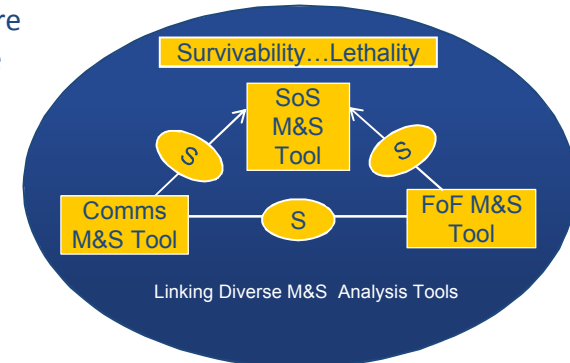 re
Survivability…Lethality
SoS
M&S
Tool
S
S
Comms
M&S Tool
S
FoF M&S
Tool
Linking Diverse M&S Analysis Tools